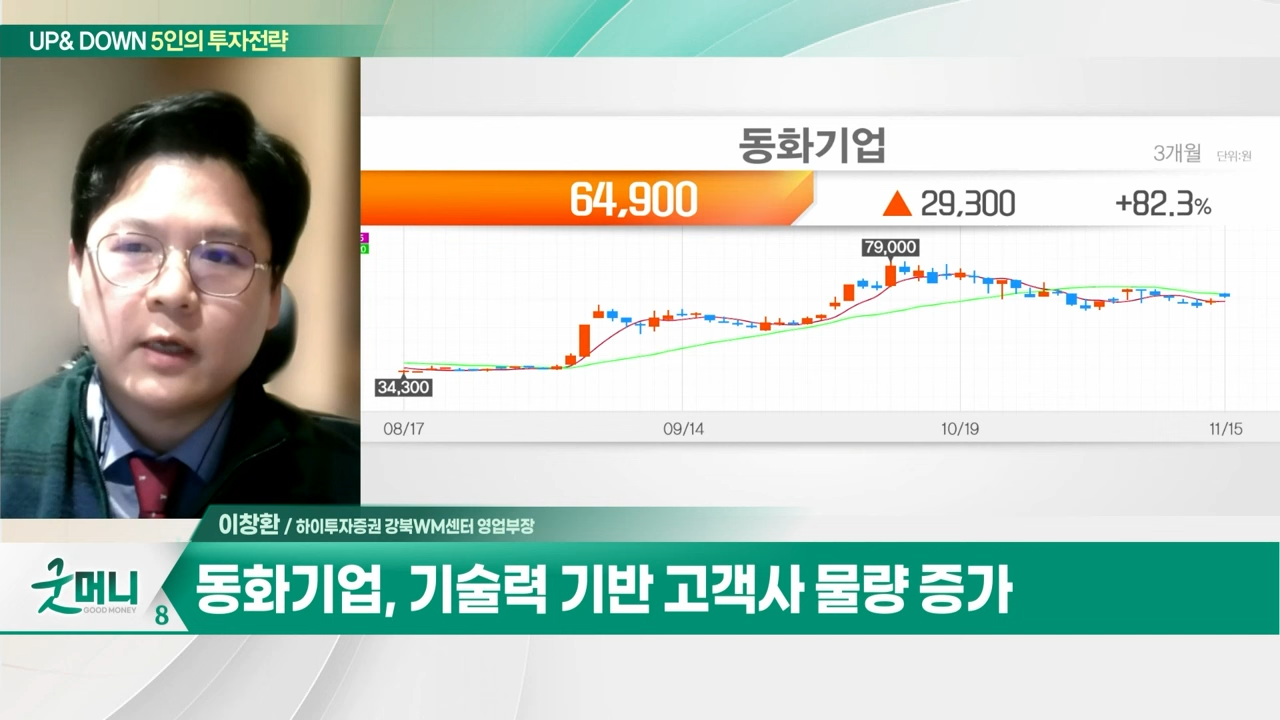 UP& DOWN 5인의 투자전략
동화기업
3개월 단위:원
64,900 ▲ 29,300 +82.3%
79,000
34,300
08/17 09/14 10/19 11/15
이창환 / 하이투자증권 강북WM센터 영업부장
굿머니
GOOD MONEY
8
동화기업, 기술력 기반 고객사 물량 증가